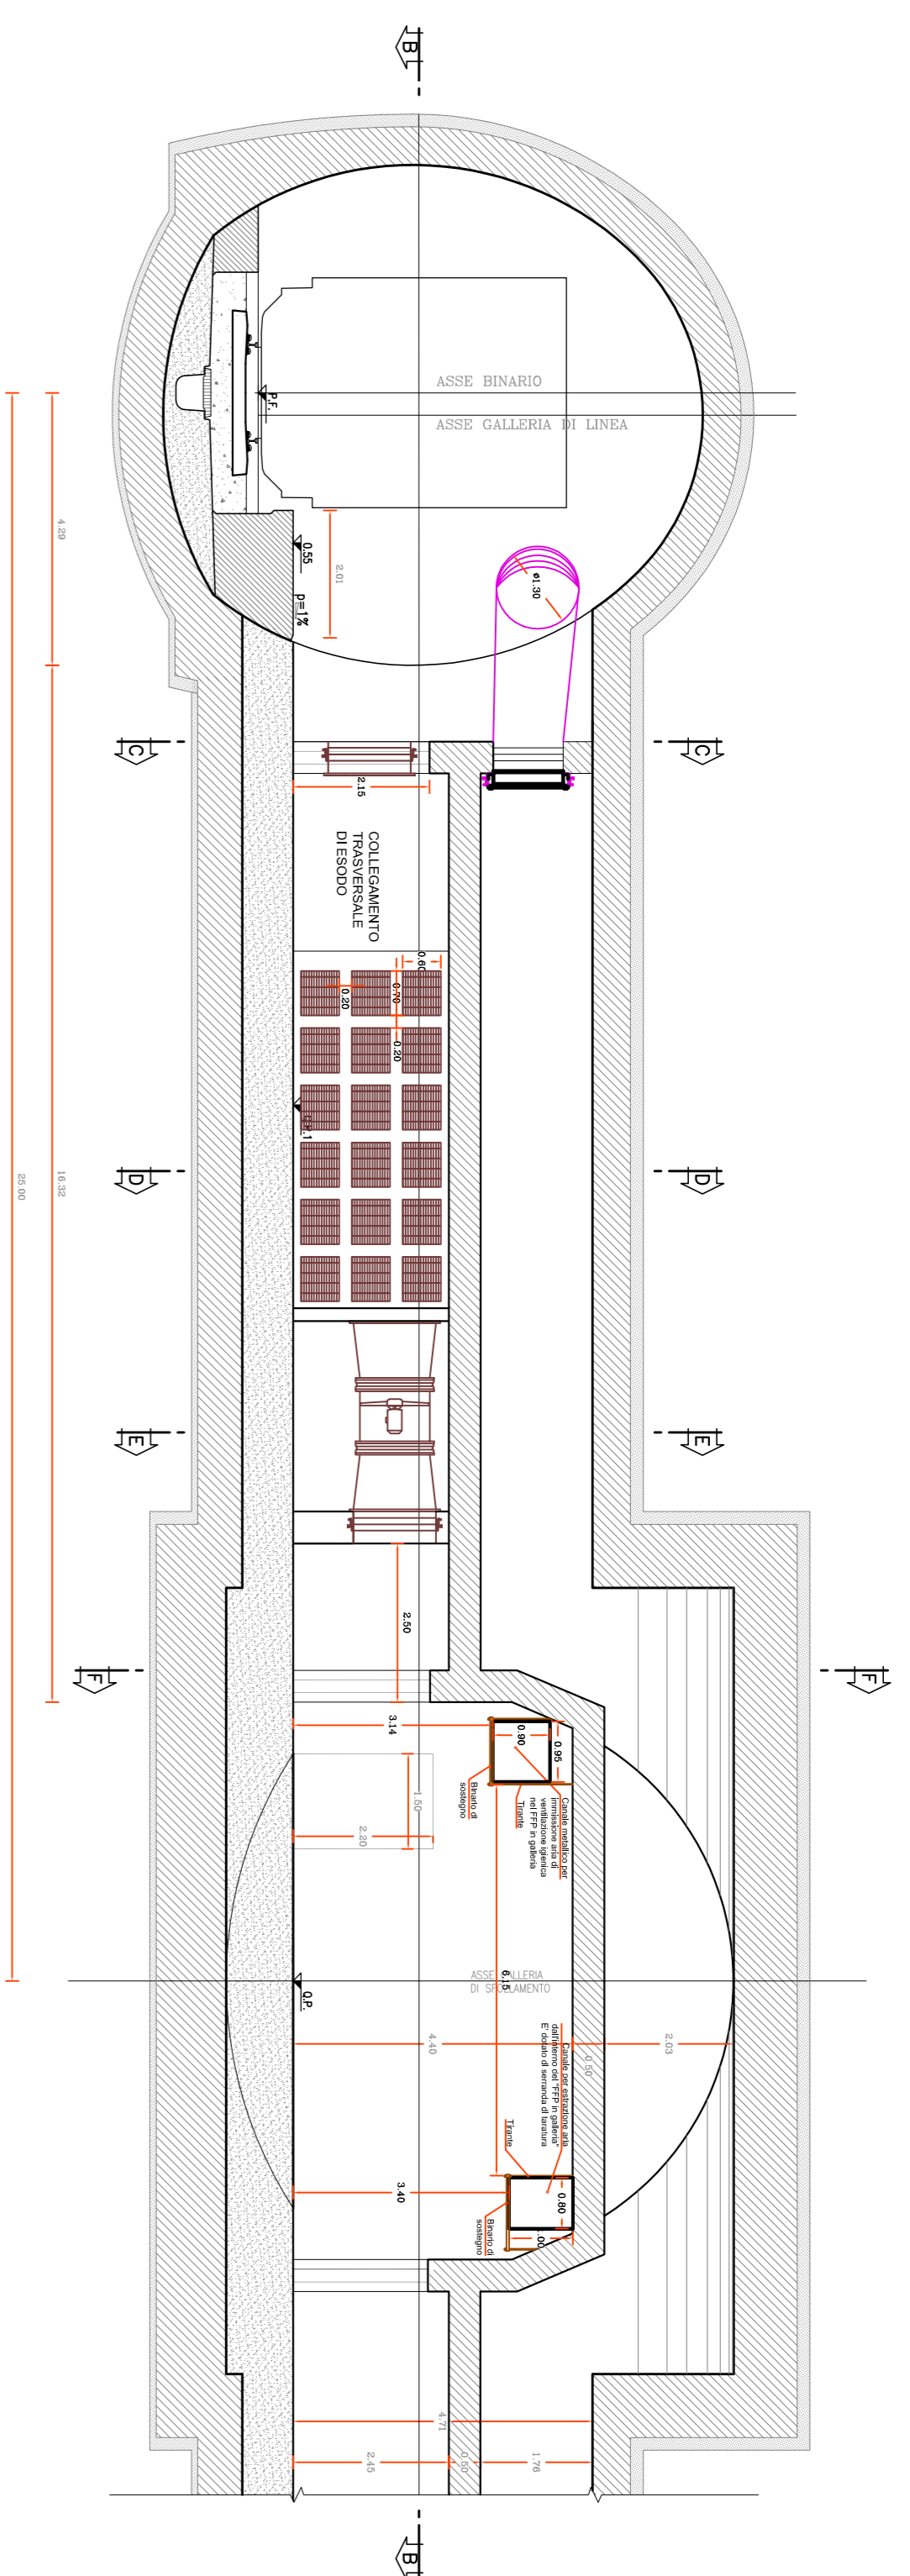 B
ASSE BINARIO
ASSE GALLERIA DI LINEA
P.F.
0.55
p=1%
2.01
ø1.30
4.29
C
C
2.15
COLLEGAMENTO
TRASVERSALE
DI ESODO
0.60
0.70
0.20
0.20
D
D
16.32
25.00
E
E
2.50
F
F
3.14
0.90
0.95
Binario di
sostegno
Tirante
Canale metallico per
immissione aria di
ventilazione igienica
nel FFP in galleria
1.50
2.20
6.15
ASSE GALLERIA
DI SFOLLAMENTO
Q.P.
4.40
0.50
2.03
Canale per estrazione aria
dall'interno del "FFP in galleria"
E' dotato di serranda di taratura
Tirante
3.40
0.80
Binario di
sostegno
4.71
2.45
0.50
1.76
B